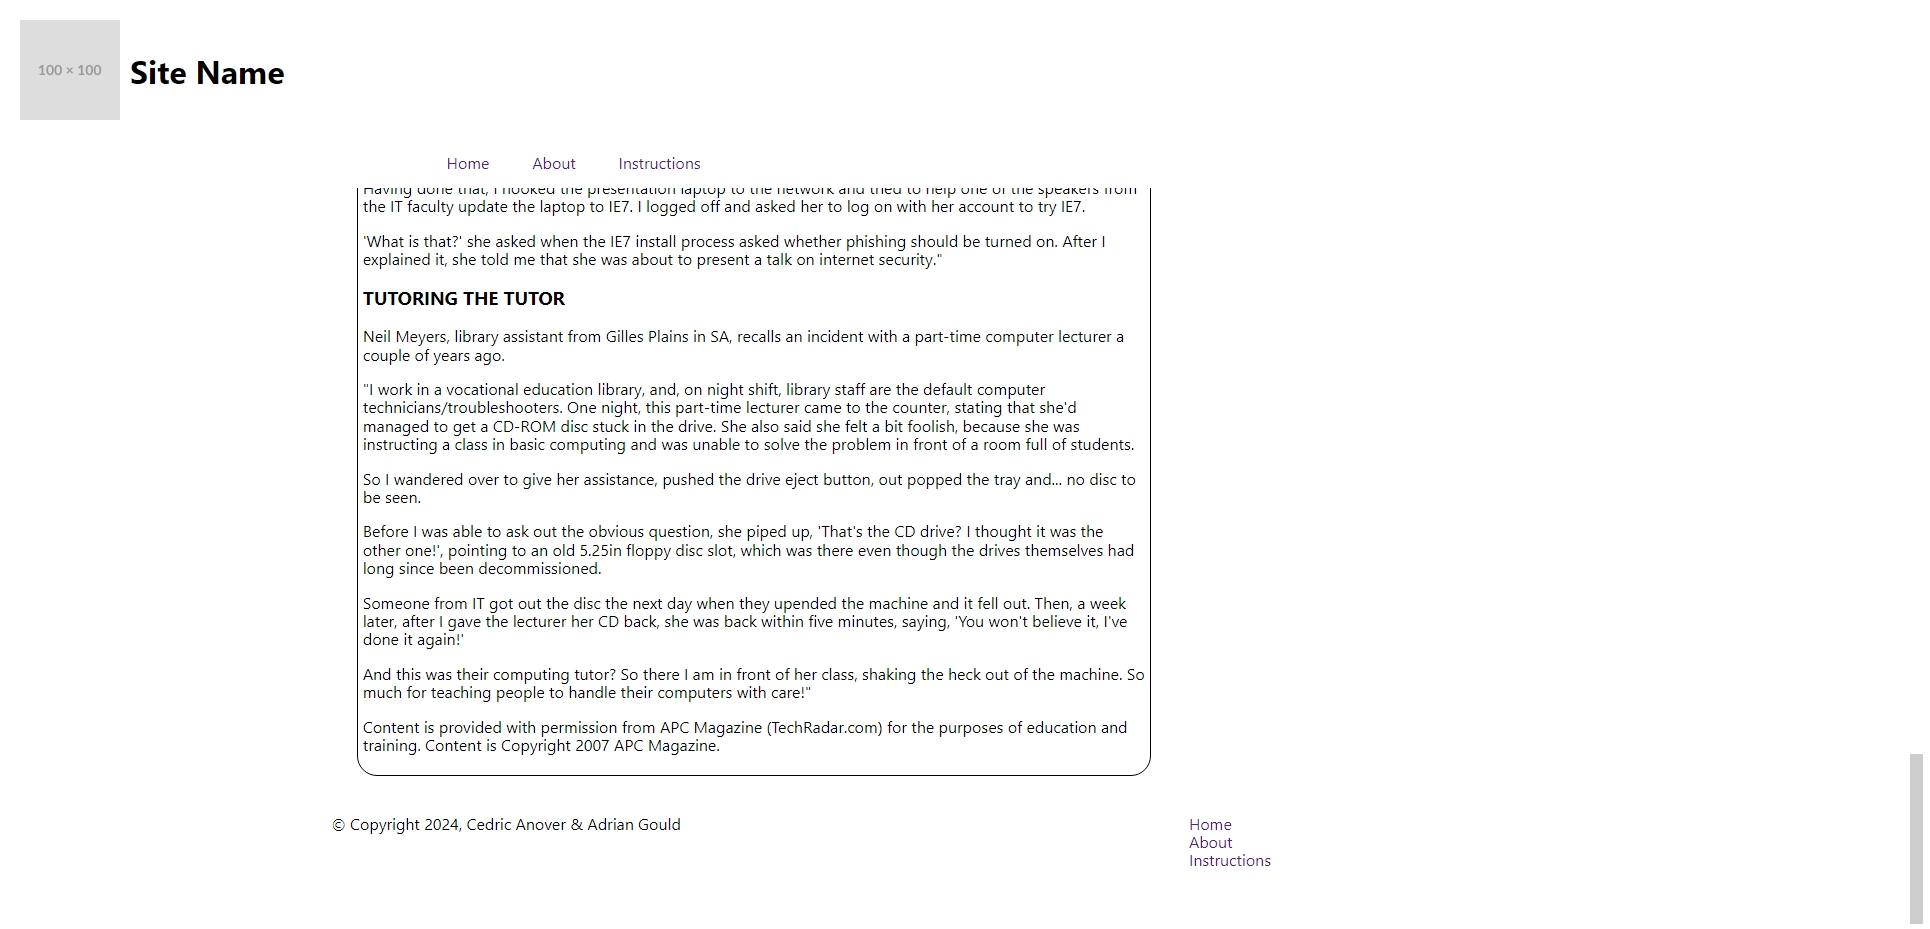 100 × 100
Site Name
Home About Instructions
Having done that, I hooked the presentation laptop to the network and tried to help one of the speakers from
the IT faculty update the laptop to IE7. I logged off and asked her to log on with her account to try IE7.
'What is that?' she asked when the IE7 install process asked whether phishing should be turned on. After I
explained it, she told me that she was about to present a talk on internet security."
TUTORING THE TUTOR
Neil Meyers, library assistant from Gilles Plains in SA, recalls an incident with a part-time computer lecturer a
couple of years ago.
"I work in a vocational education library, and, on night shift, library staff are the default computer
technicians/troubleshooters. One night, this part-time lecturer came to the counter, stating that she'd
managed to get a CD-ROM disc stuck in the drive. She also said she felt a bit foolish, because she was
instructing a class in basic computing and was unable to solve the problem in front of a room full of students.
So I wandered over to give her assistance, pushed the drive eject button, out popped the tray and... no disc to
be seen.
Before I was able to ask out the obvious question, she piped up, 'That's the CD drive? I thought it was the
other one!', pointing to an old 5.25in floppy disc slot, which was there even though the drives themselves had
long since been decommissioned.
Someone from IT got out the disc the next day when they upended the machine and it fell out. Then, a week
later, after I gave the lecturer her CD back, she was back within five minutes, saying, 'You won't believe it, I've
done it again!'
And this was their computing tutor? So there I am in front of her class, shaking the heck out of the machine. So
much for teaching people to handle their computers with care!"
Content is provided with permission from APC Magazine (TechRadar.com) for the purposes of education and
training. Content is Copyright 2007 APC Magazine.
© Copyright 2024, Cedric Anover & Adrian Gould
Home
About
Instructions